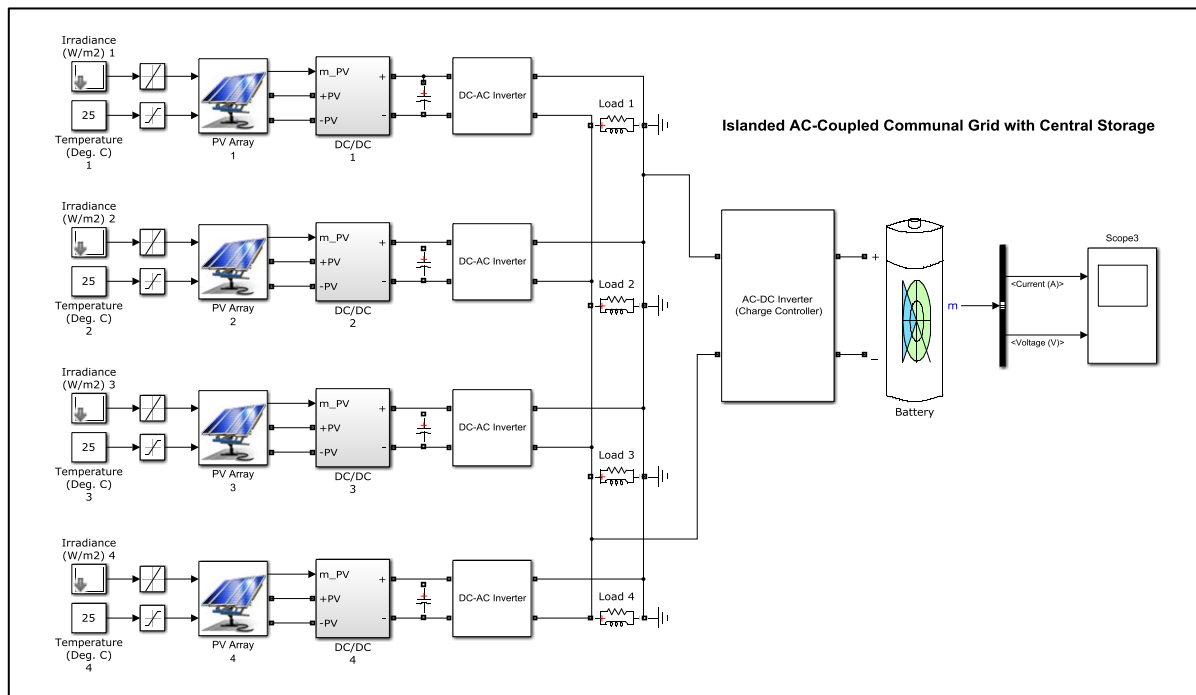 Irradiance
(W/m2) 1
m_PV
+
+PV
-PV
−
DC-AC Inverter
25
Temperature
(Deg. C)
1
PV Array
1
DC/DC
1
Load 1
Islanded AC-Coupled Communal Grid with Central Storage
Irradiance
(W/m2) 2
m_PV
+
+PV
-PV
−
DC-AC Inverter
25
Temperature
(Deg. C)
2
PV Array
2
DC/DC
2
Load 2
AC-DC Inverter
(Charge Controller)
+
−
m
Battery
<Current (A)>
<Voltage (V)>
Scope3
Irradiance
(W/m2) 3
m_PV
+
+PV
-PV
−
DC-AC Inverter
25
Temperature
(Deg. C)
3
PV Array
3
DC/DC
3
Load 3
Irradiance
(W/m2) 4
m_PV
+
+PV
-PV
−
DC-AC Inverter
25
Temperature
(Deg. C)
4
PV Array
4
DC/DC
4
Load 4